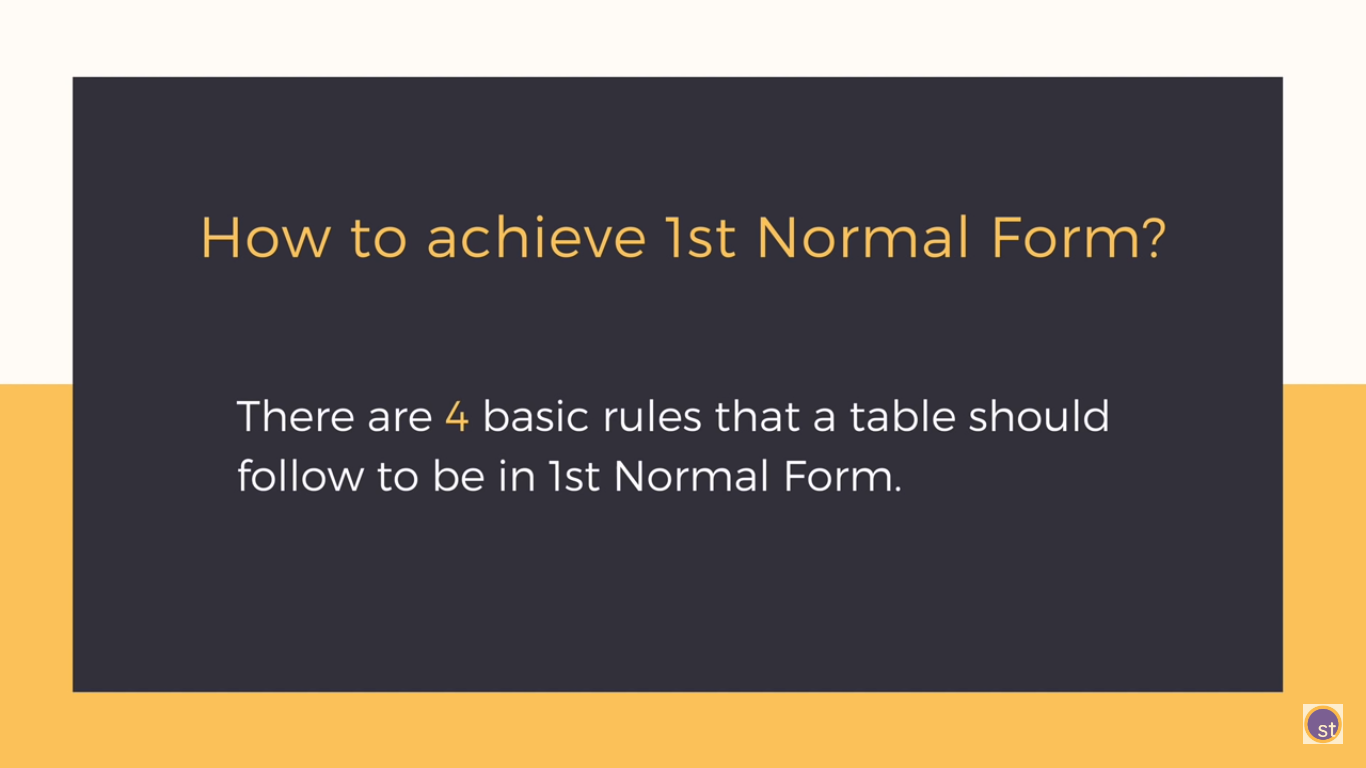 How to achieve 1st Normal Form?
There are 4 basic rules that a table should
follow to be in 1st Normal Form.
st